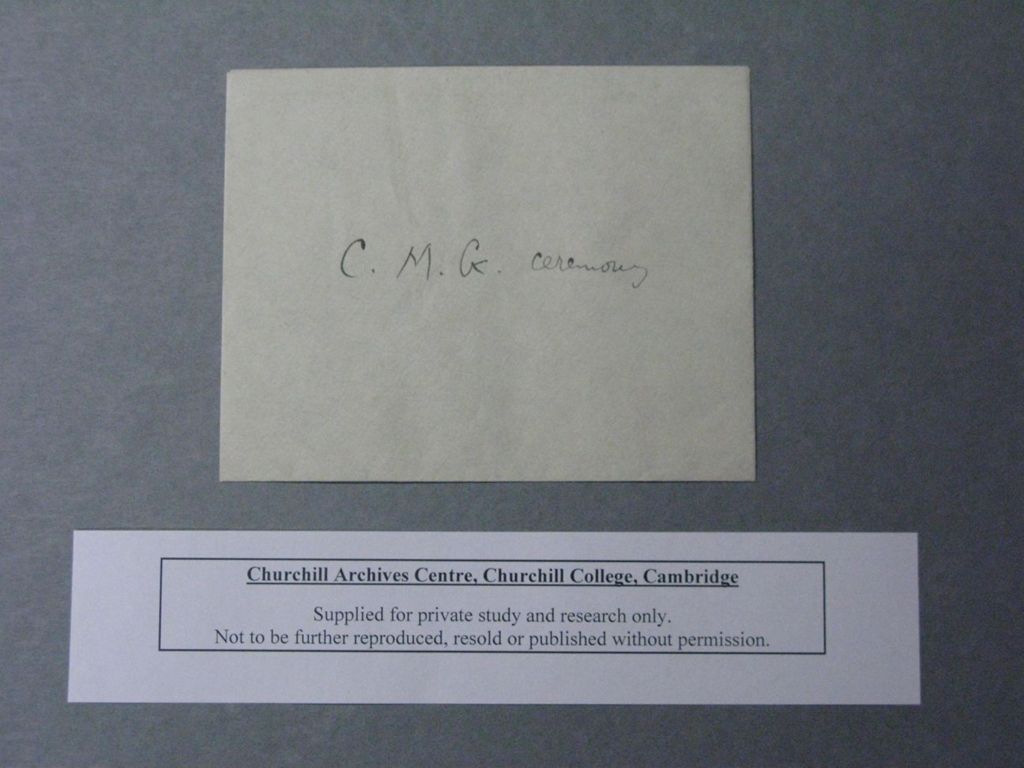 C. M. G. ceremony
Churchill Archives Centre, Churchill College, Cambridge
Supplied for private study and research only.
Not to be further reproduced, resold or published without permission.